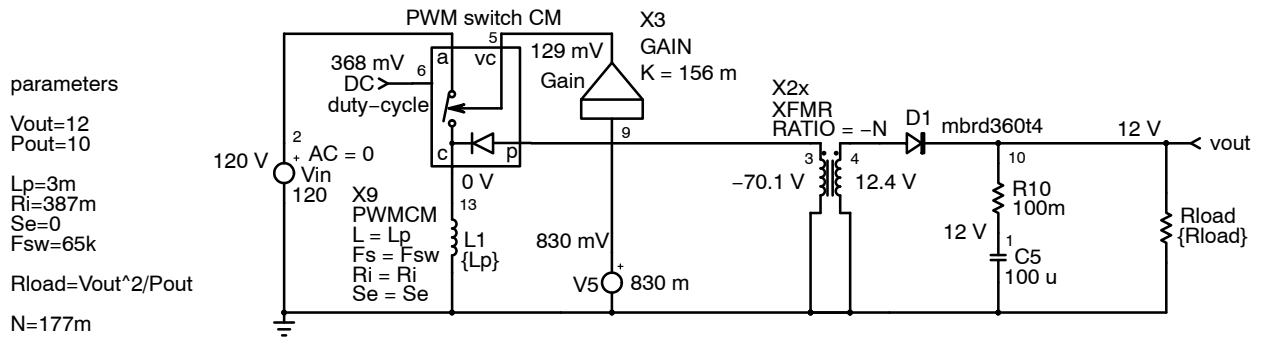 parameters
Vout=12
Pout=10
Lp=3m
Ri=387m
Se=0
Fsw=65k
Rload=Vout^2/Pout
N=177m
120 V
2
+
AC = 0
Vin
120
PWM switch CM
368 mV
DC
duty-cycle
6
a
vc
5
c
p
0 V
13
X9
PWMCM
L = Lp
Fs = Fsw
Ri = Ri
Se = Se
L1
{Lp}
129 mV
Gain
X3
GAIN
K = 156 m
9
830 mV
+
V5
830 m
X2x
XFMR
RATIO = -N
3
4
-70.1 V
12.4 V
D1
mbrd360t4
12 V
vout
10
R10
100m
12 V
1
C5
100 u
Rload
{Rload}